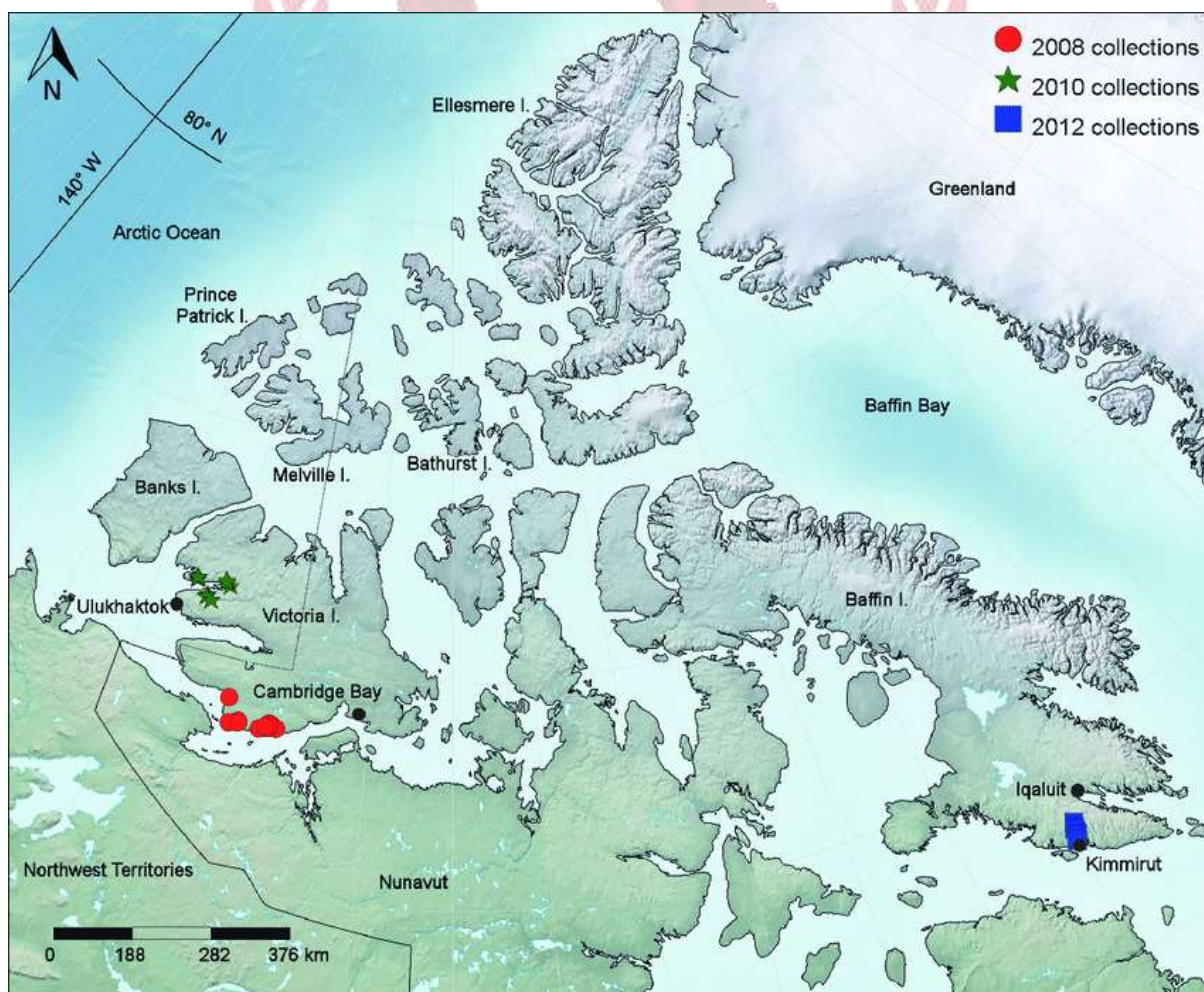 2008 collections
2010 collections
2012 collections
N
80° N
140° W
Arctic Ocean
Ellesmere I.
Greenland
Prince
Patrick I.
Baffin Bay
Melville I.
Bathurst I.
Banks I.
Ulukhaktok
Victoria I.
Baffin I.
Cambridge Bay
Iqaluit
Kimmirut
Northwest Territories
Nunavut
0 188 282 376 km